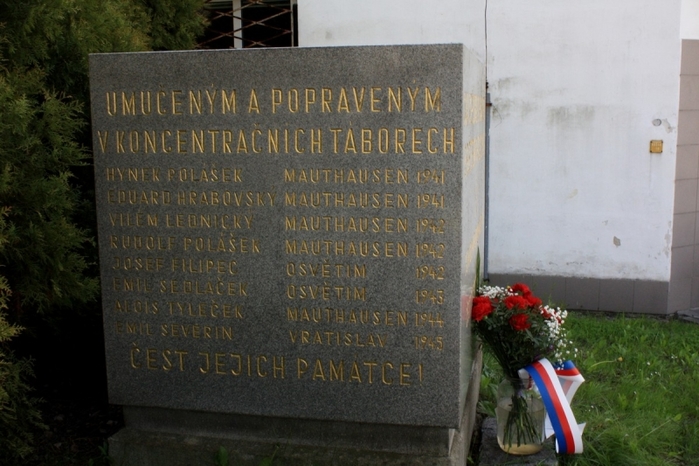 UMUČENÝM A POPRAVENÝM
V KONCENTRAČNÍCH TÁBORECH
HYNEK POLÁŠEK MAUTHAUSEN 1941
EDUARD HRABOVSKÝ MAUTHAUSEN 1941
VILÉM LEDNICKÝ MAUTHAUSEN 1942
RUDOLF POLÁŠEK MAUTHAUSEN 1942
JOSEF FILIPEC OSVĚTIM 1942
EMIL SEDLÁČEK OSVĚTIM 1943
ALOIS TYLEČEK MAUTHAUSEN 1944
EMIL SEVERIN VRATISLAV 1945
ČEST JEJICH PAMÁTCE!